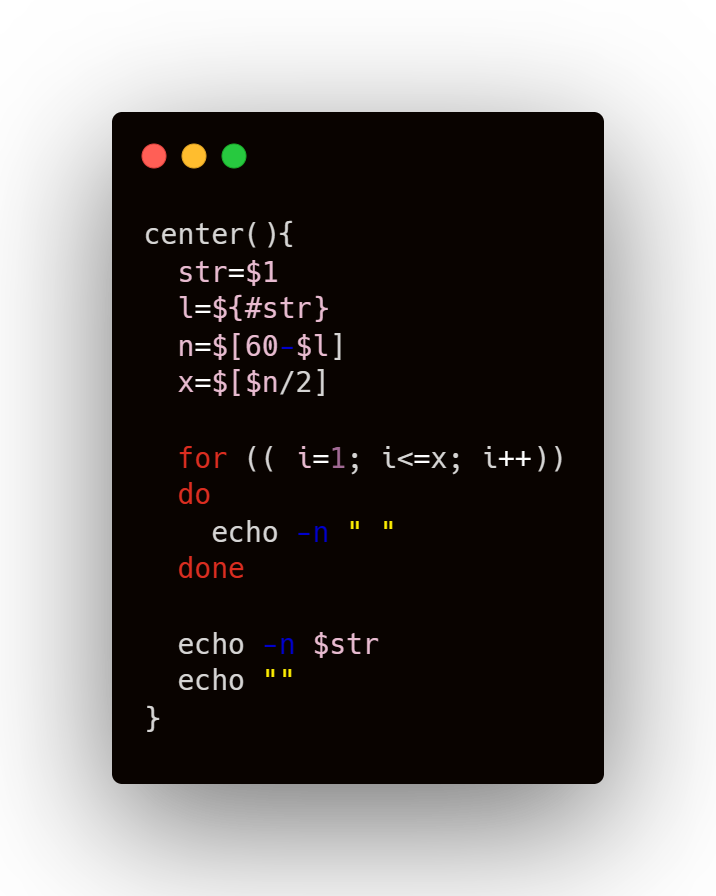 center(){
  str=$1
  l=${#str}
  n=$[60-$l]
  x=$[$n/2]

  for (( i=1; i<=x; i++))
  do
    echo -n " "
  done

  echo -n $str
  echo ""
}